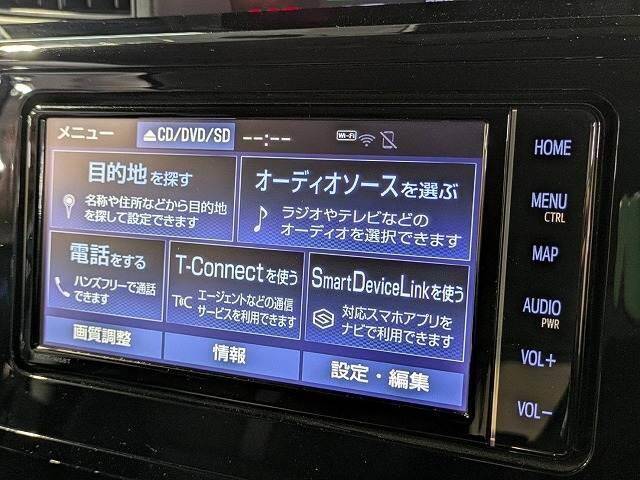 メニュー
⏏CD/DVD/SD
--:--
Wi-Fi
目的地を探す
名称や住所などから目的地
を探して設定できます
オーディオソースを選ぶ
ラジオやテレビなどの
オーディオを選択できます
電話をする
ハンズフリーで通話
できます
T-Connectを使う
TC
エージェントなどの通信
サービスを利用できます
SmartDeviceLinkを使う
対応スマホアプリを
ナビで利用できます
画質調整
情報
設定・編集
HOME
MENU
CTRL
MAP
AUDIO
PWR
VOL+
VOL-